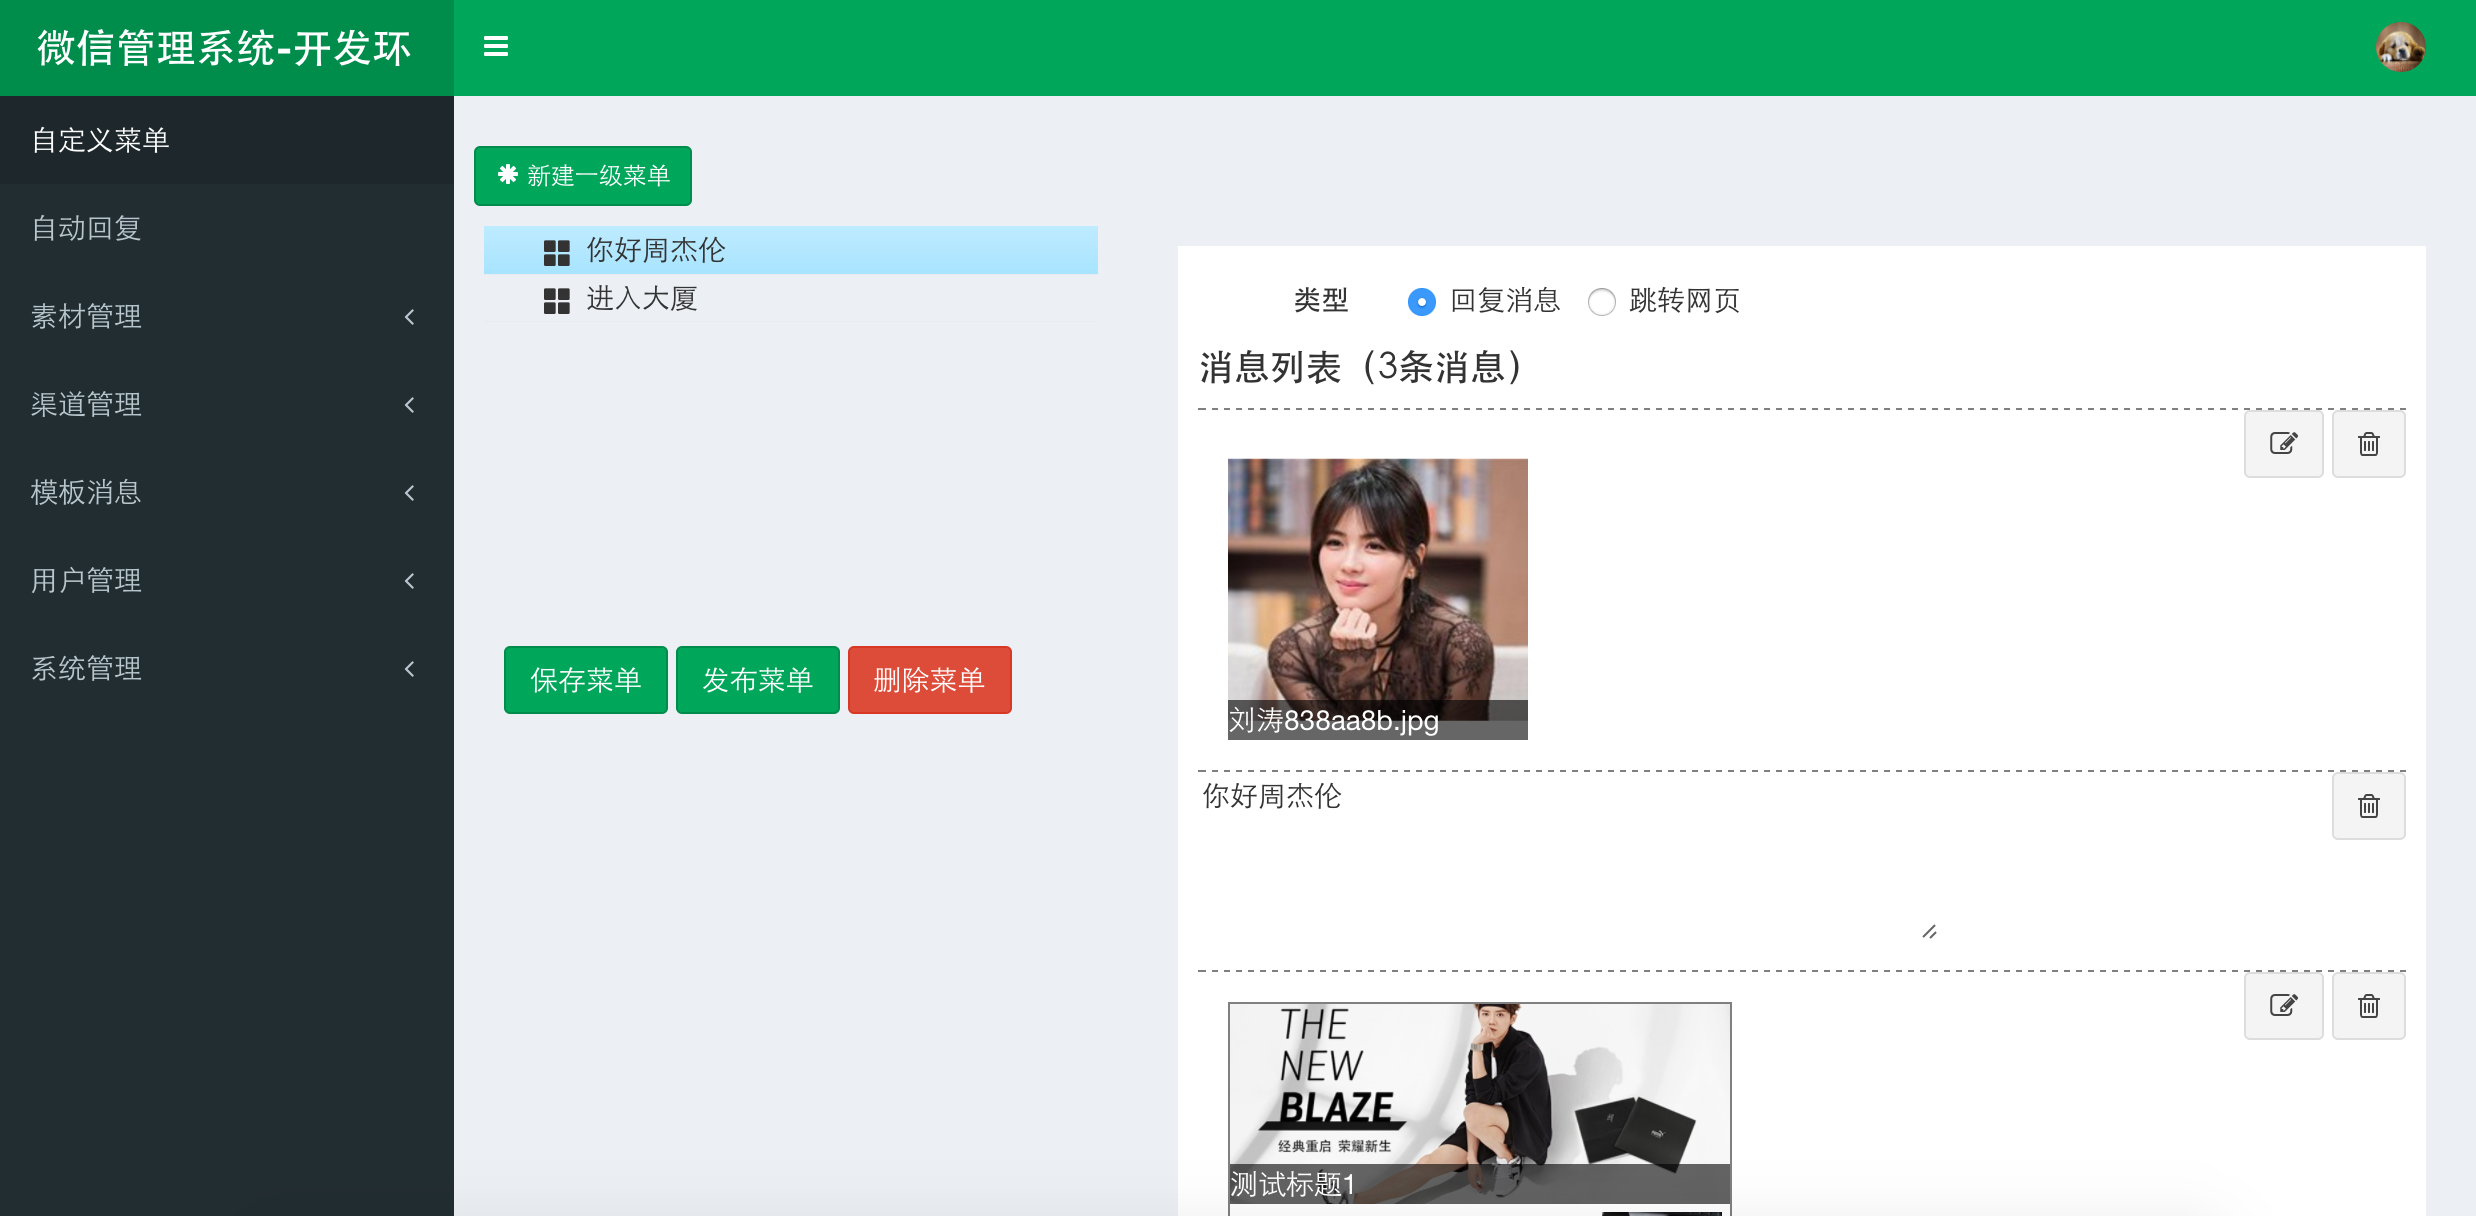 微信管理系统-开发环
自定义菜单
自动回复
素材管理
渠道管理
模板消息
用户管理
系统管理
新建一级菜单
你好周杰伦
进入大厦
保存菜单 发布菜单 删除菜单
类型 回复消息 跳转网页
消息列表（3条消息）
刘涛838aa8b.jpg
你好周杰伦
THE
NEW
BLAZE
经典重启 荣耀新生
测试标题1